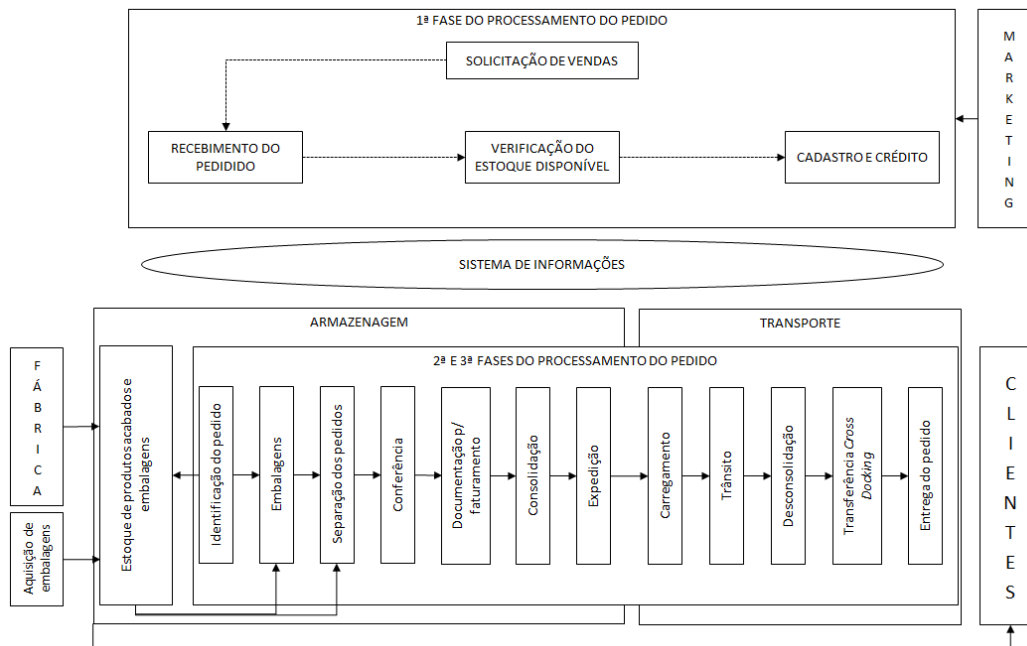 1ª FASE DO PROCESSAMENTO DO PEDIDO
SOLICITAÇÃO DE VENDAS
RECEBIMENTO DO
PEDIDIDO
VERIFICAÇÃO DO
ESTOQUE DISPONÍVEL
CADASTRO E CRÉDITO
MARKETING
SISTEMA DE INFORMAÇÕES
ARMAZENAGEM
TRANSPORTE
2ª E 3ª FASES DO PROCESSAMENTO DO PEDIDO
FÁBRICA
Aquisição de
embalagens
Estoque de produtos acabados e
embalagens
Identificação do pedido
Embalagens
Separação dos pedidos
Conferência
Documentação p/
faturamento
Consolidação
Expedição
Carregamento
Trânsito
Desconsolidação
Transferência Cross
Docking
Entrega do pedido
CLIENTES